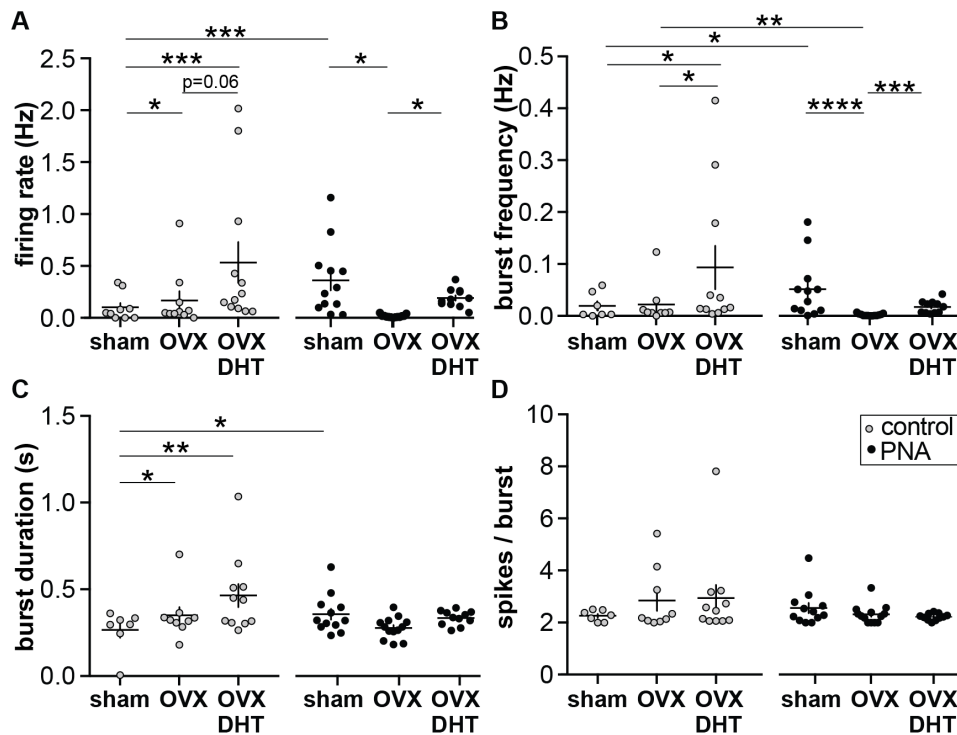 A
firing rate (Hz)
2.5
2.0
1.5
1.0
0.5
0.0
***
***
p=0.06
*
*
*
sham OVX OVX DHT
sham OVX OVX DHT
B
burst frequency (Hz)
0.5
0.4
0.3
0.2
0.1
0.0
**
*
*
*
***
****
sham OVX OVX DHT
sham OVX OVX DHT
C
burst duration (s)
1.5
1.0
0.5
0
*
**
*
sham OVX OVX DHT
sham OVX OVX DHT
D
spikes / burst
10
8
6
4
2
0
control
PNA
sham OVX OVX DHT
sham OVX OVX DHT